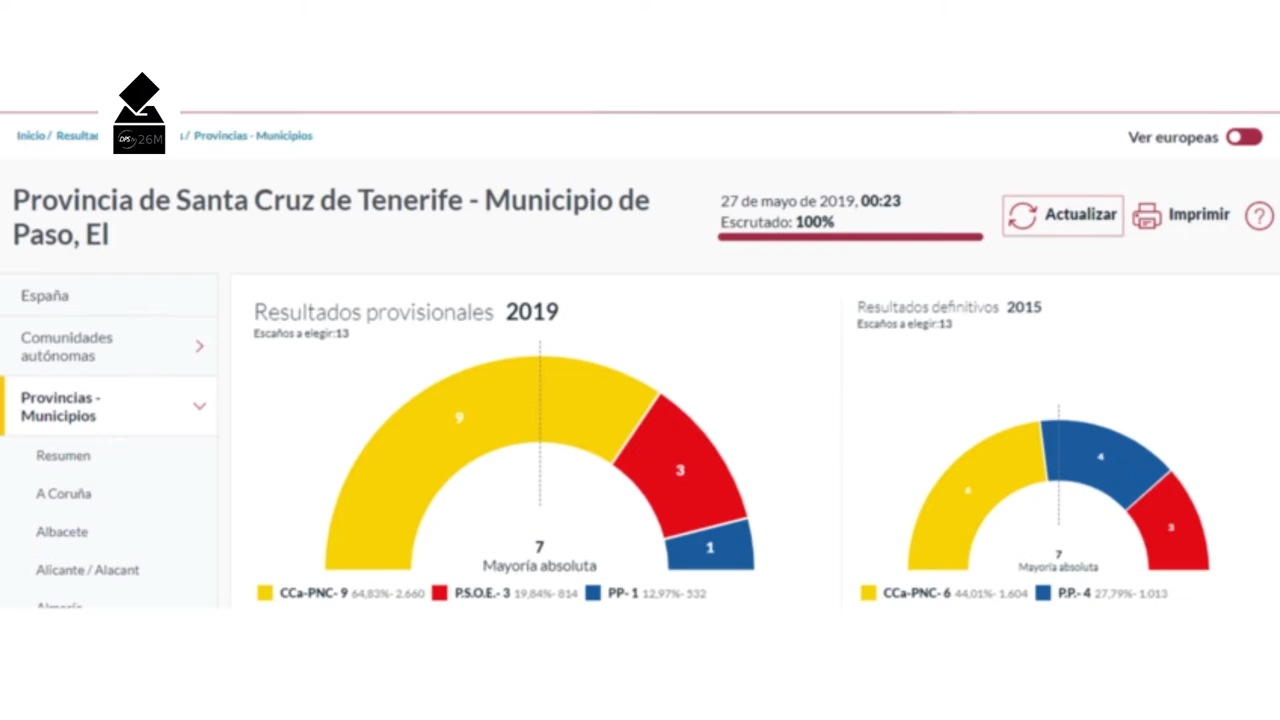 DPS by 26M
Inicio / Resultad s / Provincias - Municipios
Ver europeas
Provincia de Santa Cruz de Tenerife - Municipio de
Paso, El
27 de mayo de 2019, 00:23
Escrutado: 100%
Actualizar
Imprimir
?
España
Comunidades
autónomas
Provincias -
Municipios
Resumen
A Coruña
Albacete
Alicante / Alacant
Almería
Resultados provisionales 2019
Escaños a elegir:13
9
3
1
7
Mayoría absoluta
CCa-PNC- 9 64,83%- 2.660 P.S.O.E.- 3 19,84%- 814 PP- 1 12,97%- 532
Resultados definitivos 2015
Escaños a elegir:13
6
4
3
7
Mayoría absoluta
CCa-PNC- 6 44,01%- 1.604 P.P.- 4 27,79%- 1.013